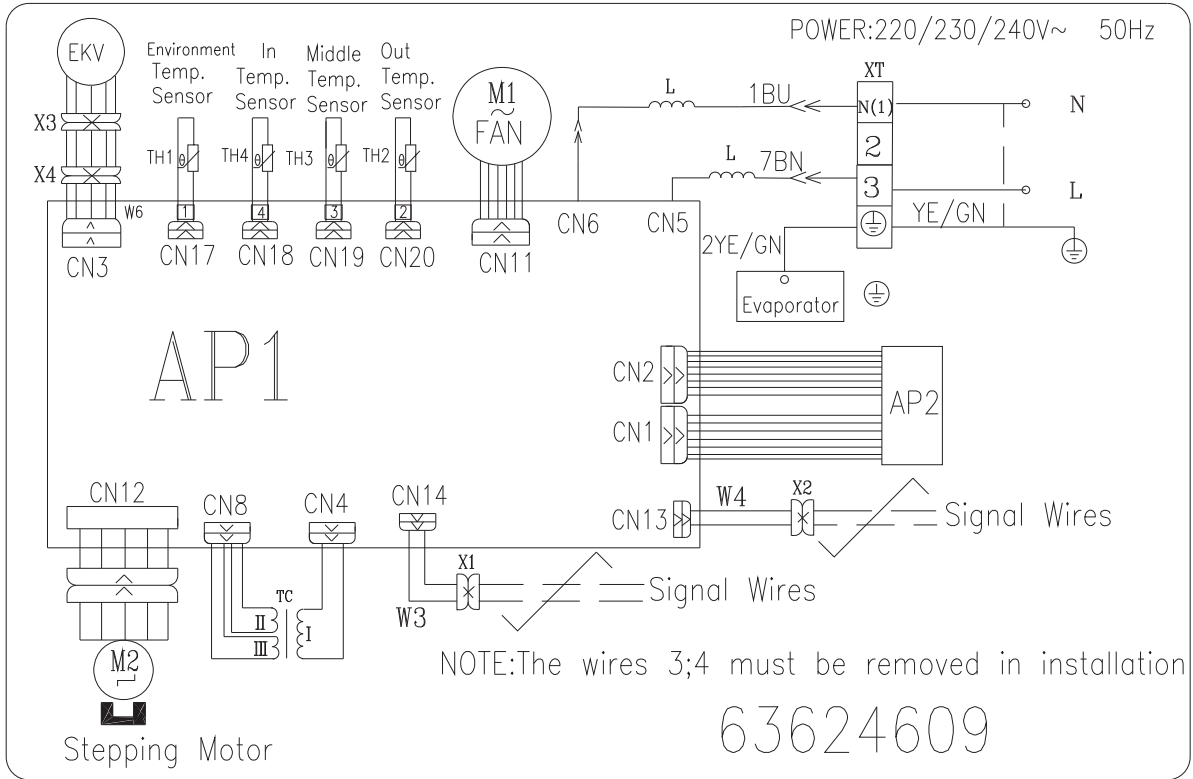 POWER:220/230/240V~ 50Hz
EKV
Environment
Temp.
Sensor
In
Temp.
Sensor
Middle
Temp.
Sensor
Out
Temp.
Sensor
M1
~
FAN
X3
X4
TH1
θ
TH4
θ
TH3
θ
TH2
θ
L
1BU
XT
N(1)
N
2
L
7BN
3
L
W6
1
4
3
2
CN3
CN17
CN18
CN19
CN20
CN11
CN6
CN5
YE/GN
2YE/GN
Evaporator
AP1
CN2
CN1
AP2
CN12
CN8
CN4
CN14
CN13
W4
X2
Signal Wires
TC
II
III
I
X1
W3
Signal Wires
M2
Stepping Motor
NOTE:The wires 3;4 must be removed in installation
63624609